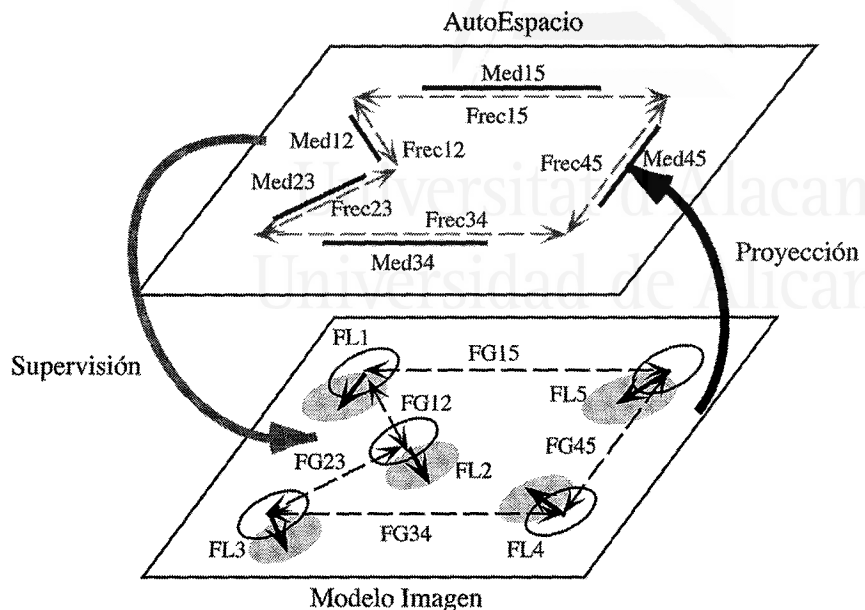 AutoEspacio
Med15
Frec15
Med12
Frec12
Frec45
Med45
Med23
Frec23
Frec34
Med34
Universitat d'Alacant
Universidad de Alicante
Proyección
Supervisión
FL1
FG15
FL5
FG12
FG45
FG23
FL2
FL3
FG34
FL4
Modelo Imagen